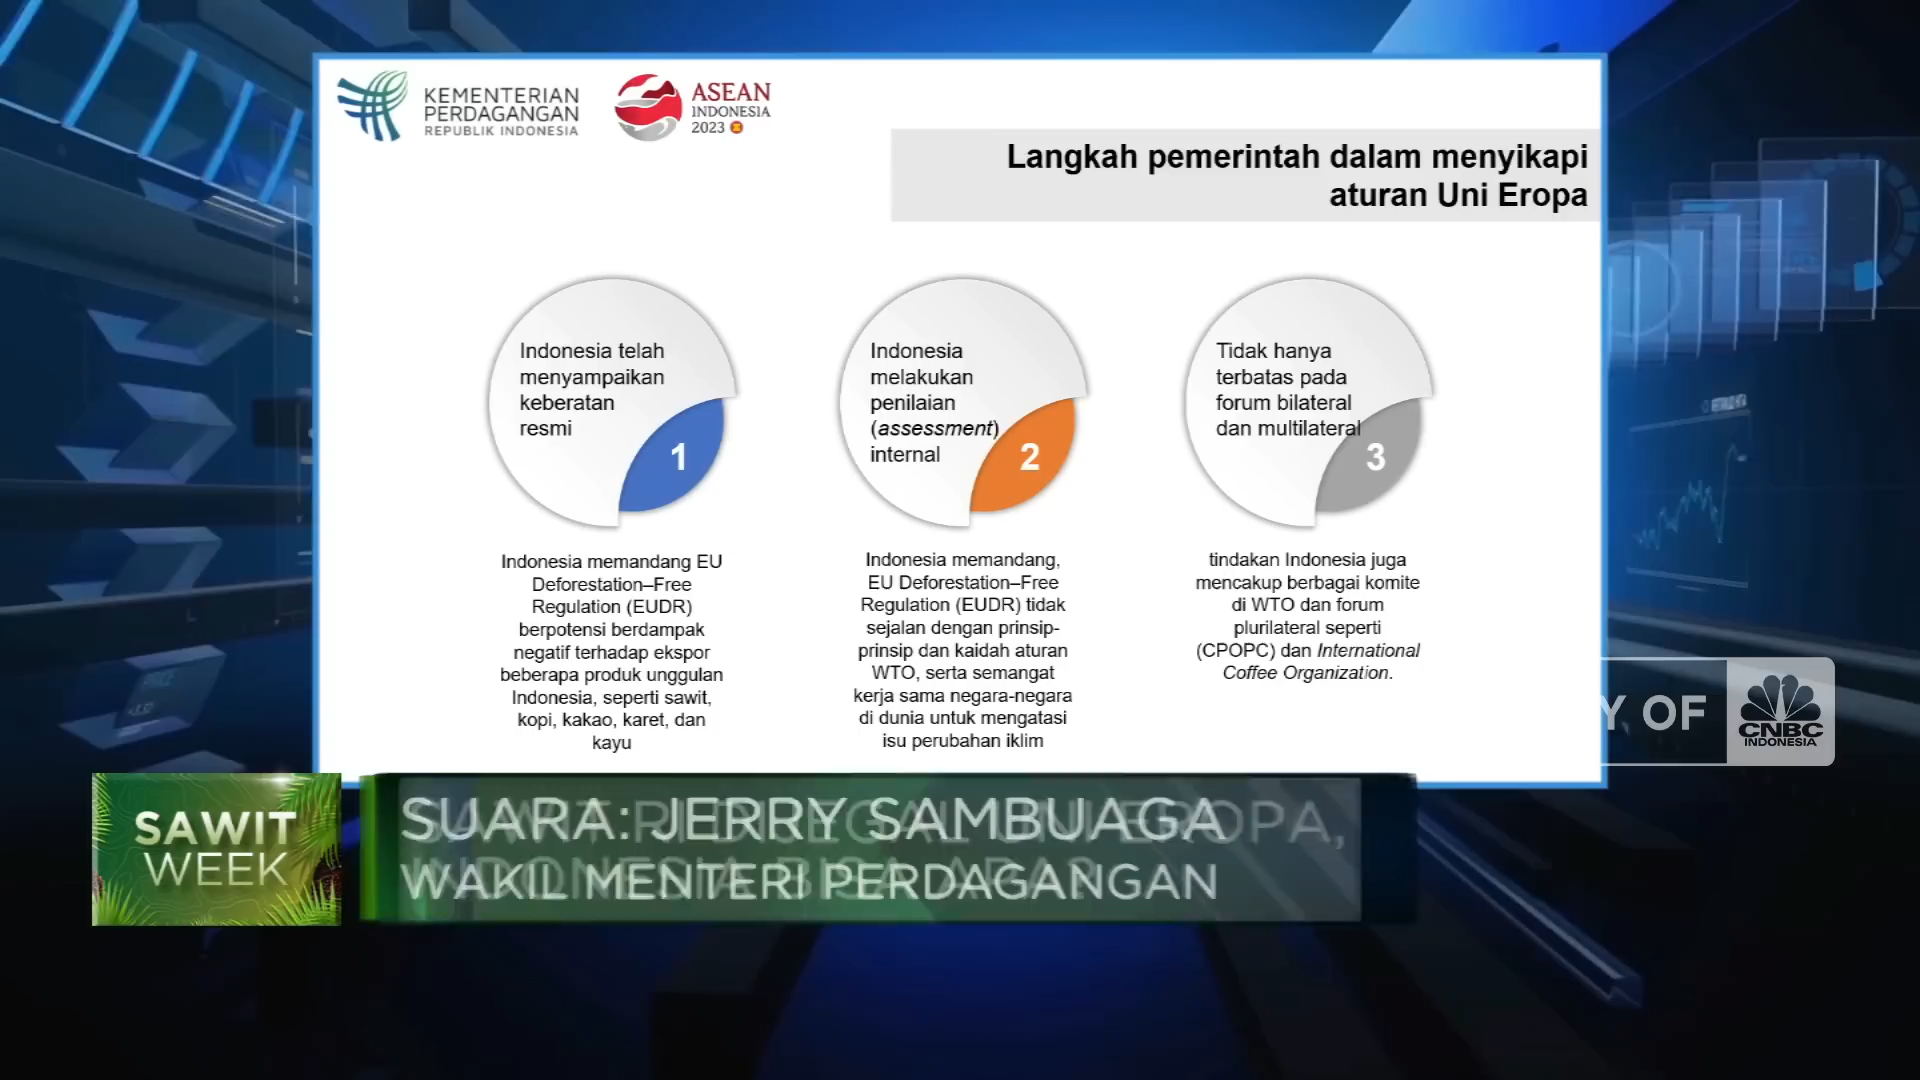 KEMENTERIAN
PERDAGANGAN
REPUBLIK INDONESIA
ASEAN
INDONESIA
2023
Langkah pemerintah dalam menyikapi
aturan Uni Eropa
Indonesia telah
menyampaikan
keberatan
resmi
1
Indonesia memandang EU
Deforestation–Free
Regulation (EUDR)
berpotensi berdampak
negatif terhadap ekspor
beberapa produk unggulan
Indonesia, seperti sawit,
kopi, kakao, karet, dan
kayu
Indonesia
melakukan
penilaian
(assessment)
internal
2
Indonesia memandang,
EU Deforestation–Free
Regulation (EUDR) tidak
sejalan dengan prinsip-
prinsip dan kaidah aturan
WTO, serta semangat
kerja sama negara-negara
di dunia untuk mengatasi
isu perubahan iklim
Tidak hanya
terbatas pada
forum bilateral
dan multilateral
3
tindakan Indonesia juga
mencakup berbagai komite
di WTO dan forum
plurilateral seperti
(CPOPC) dan International
Coffee Organization.
Y OF
CNBC
INDONESIA
SAWIT
WEEK
SUARA: JERRY SAMBUAGA
WAKIL MENTERI PERDAGANGAN